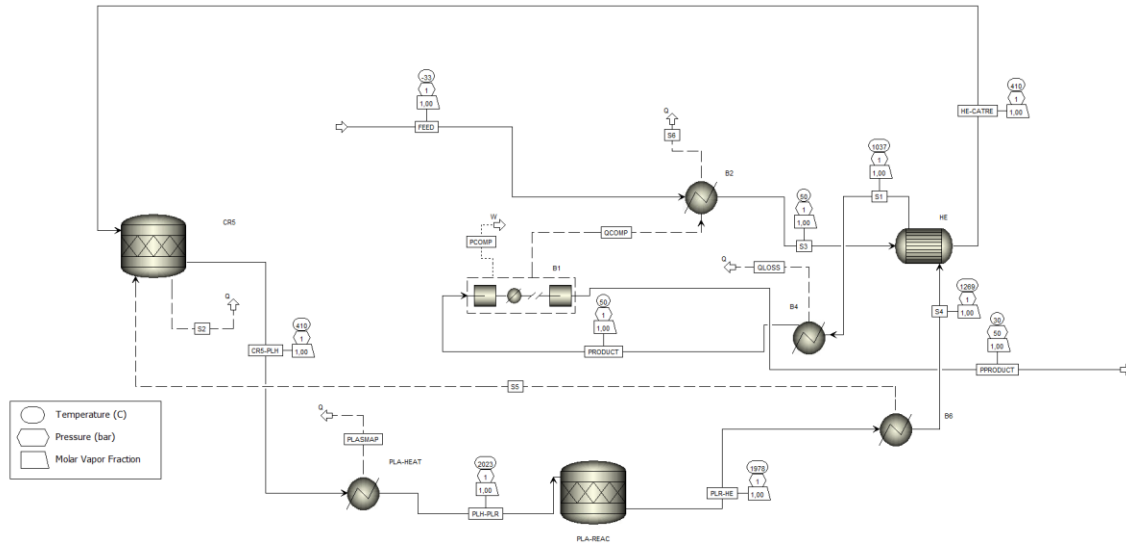 -33
1
1,00
FEED
Q
S6
B2
410
1
1,00
HE-CATRE
1037
1
1,00
S1
HE
CR5
W
PCOMP
QCOMP
50
1
1,00
S3
Q
QLOSS
B1
B4
1269
1
1,00
S4
Q
S2
410
1
1,00
CR5-PLH
50
1
1,00
PRODUCT
30
50
1,00
PPRODUCT
S5
B6
Temperature (C)
Pressure (bar)
Molar Vapor Fraction
Q
PLASMAP
PLA-HEAT
2023
1
1,00
PLH-PLR
1978
1
1,00
PLR-HE
PLA-REAC